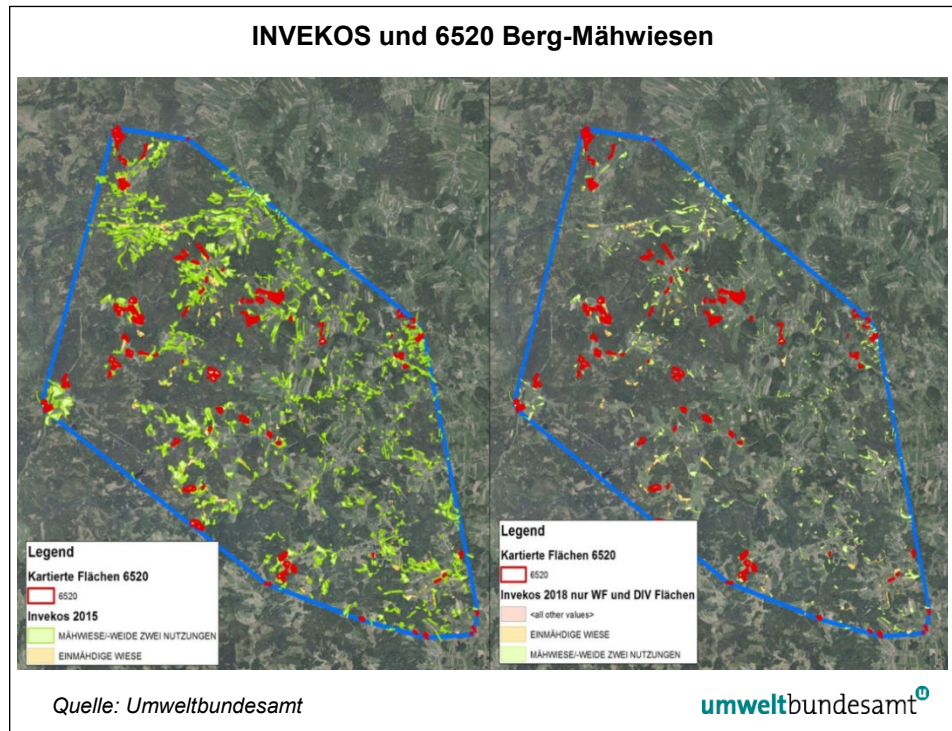 INVEKOS und 6520 Berg-Mähwiesen
Legend
Kartierte Flächen 6520
6520
Invekos 2015
MÄHWIESE/-WEIDE ZWEI NUTZUNGEN
EINMÄHDIGE WIESE
Legend
Kartierte Flächen 6520
6520
Invekos 2018 nur WF und DIV Flächen
<all other values>
EINMÄHDIGE WIESE
MÄHWIESE/-WEIDE ZWEI NUTZUNGEN
Quelle: Umweltbundesamt
umweltbundesamt
u